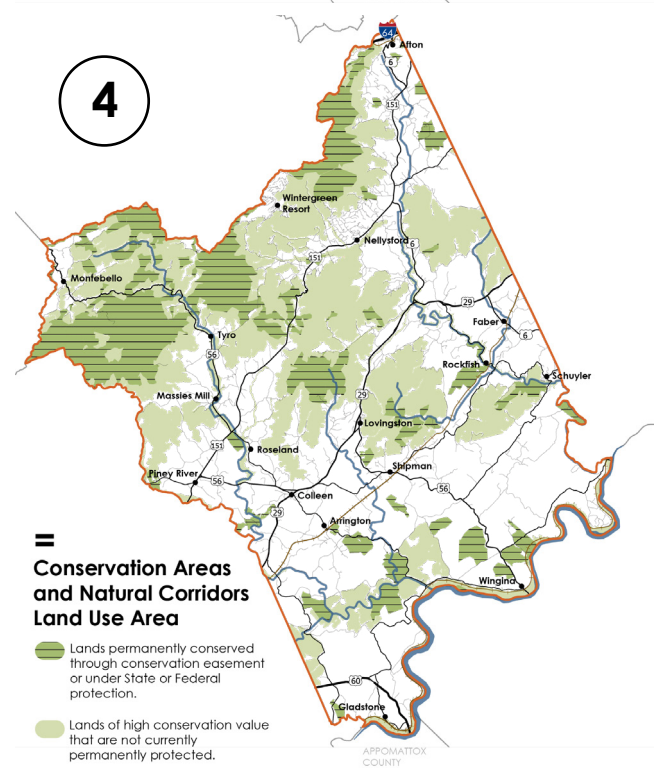 64
Afton
6
4
151
Wintergreen
Resort
Nellysford
6
151
Montebello
29
Faber
6
Tyro
56
Rockfish
Schuyler
Massies Mill
29
Lovingston
151
Roseland
Shipman
Piney River
56
56
Colleen
29
Arrington
=
Conservation Areas
and Natural Corridors
Land Use Area
Wingina
Lands permanently conserved
through conservation easement
or under State or Federal
protection.
60
Gladstone
Lands of high conservation value
that are not currently
permanently protected.
APPOMATTOX
COUNTY